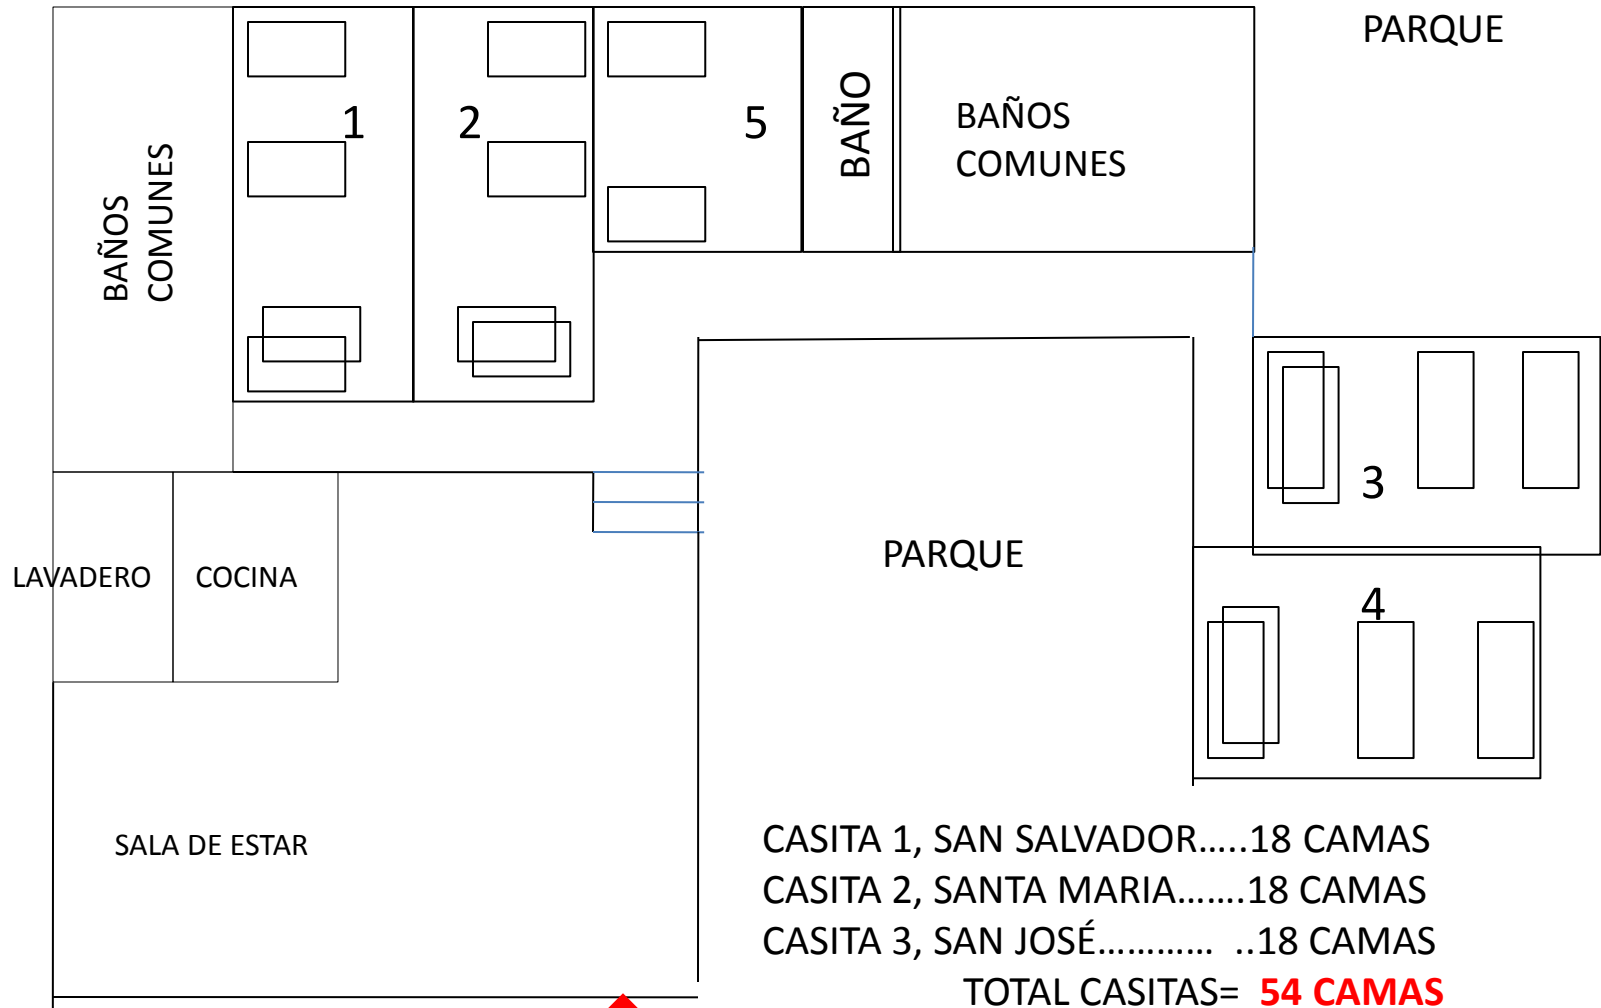 PARQUE
1
2
5
BAÑO
BAÑOS
COMUNES
BAÑOS
COMUNES
3
4
PARQUE
LAVADERO
COCINA
SALA DE ESTAR
CASITA 1, SAN SALVADOR…..18 CAMAS
CASITA 2, SANTA MARIA…….18 CAMAS
CASITA 3, SAN JOSÉ………… ..18 CAMAS
TOTAL CASITAS= 54 CAMAS